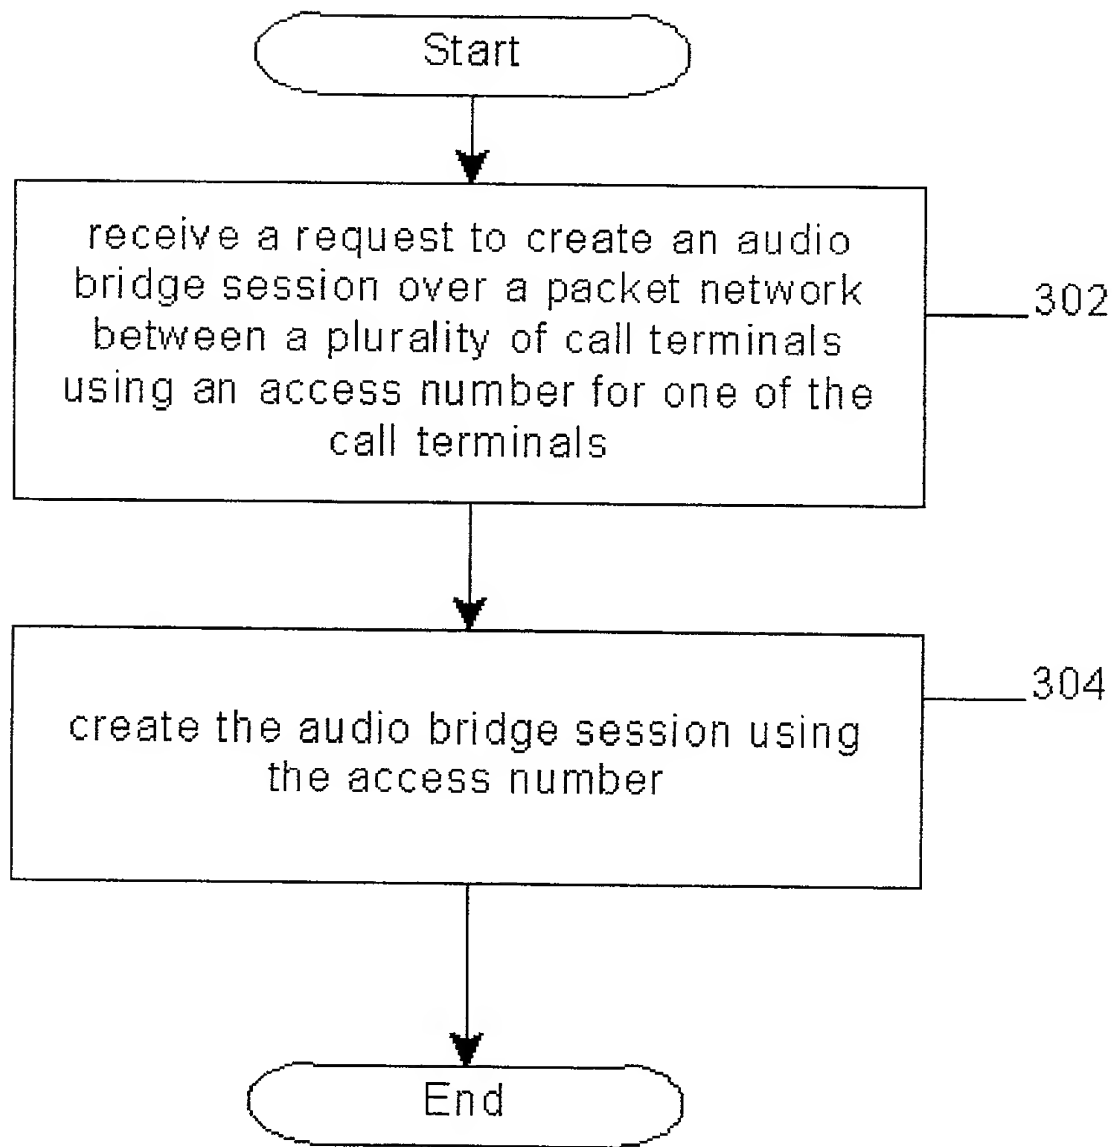 Start
receive a request to create an audio
bridge session over a packet network
between a plurality of call terminals
using an access number for one of the
call terminals
302
create the audio bridge session using
the access number
304
End